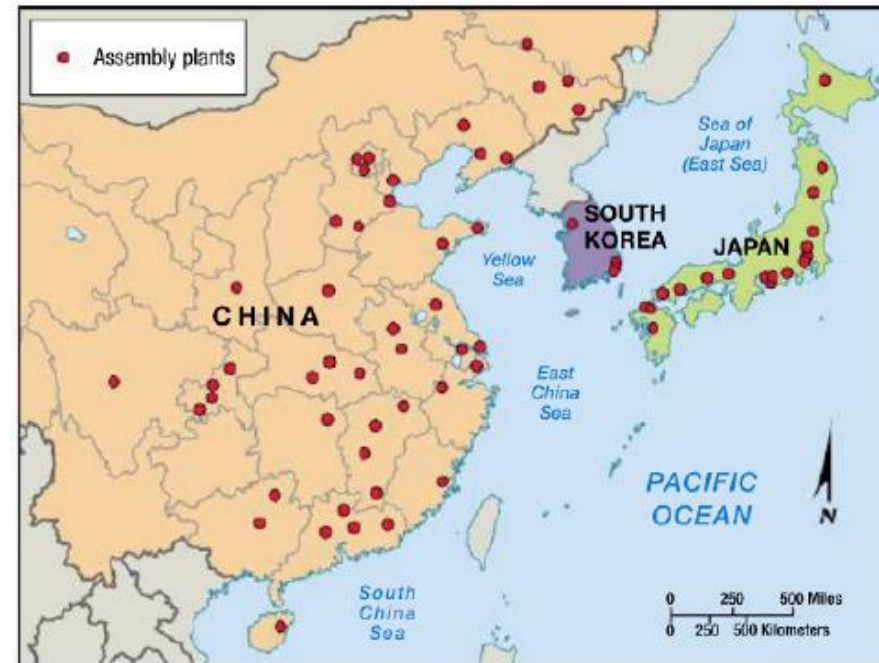 Assembly plants
Sea of
Japan
(East Sea)
SOUTH
KOREA
JAPAN
Yellow
Sea
CHINA
East
China
Sea
PACIFIC
OCEAN
N
South
China
Sea
0 250 500 Miles
0 250 500 Kilometers